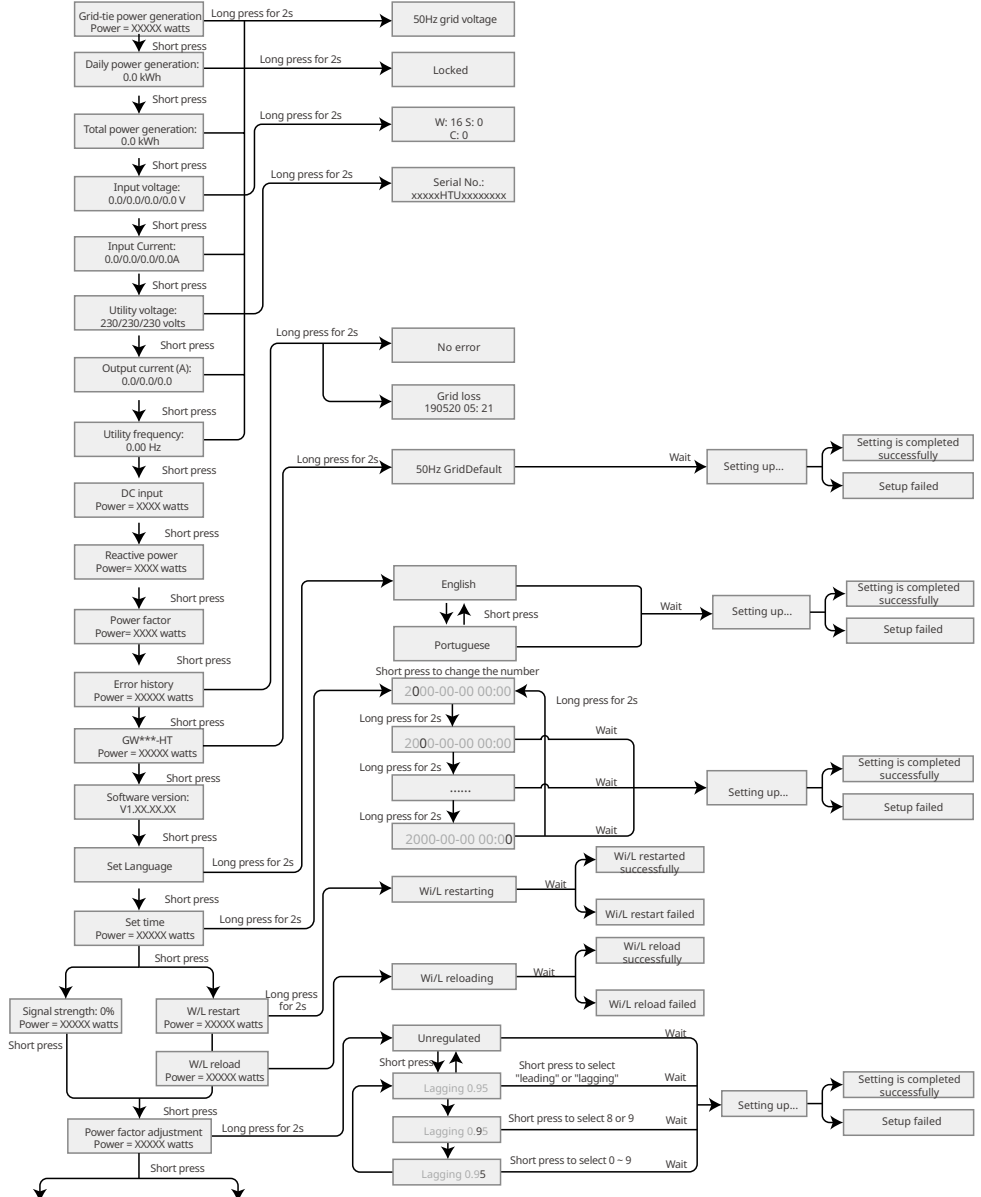 Grid-tie power generation
Power = XXXXX watts
Long press for 2s
50Hz grid voltage
Short press
Daily power generation:
0.0 kWh
Long press for 2s
Locked
Short press
Total power generation:
0.0 kWh
Long press for 2s
W: 16 S: 0
C: 0
Short press
Input voltage:
0.0/0.0/0.0/0.0 V
Long press for 2s
Serial No.:
xxxxxHTUxxxxxxxx
Short press
Input Current:
0.0/0.0/0.0/0.0A
Short press
Utility voltage:
230/230/230 volts
Long press for 2s
No error
Short press
Output current (A):
0.0/0.0/0.0
Grid loss
190520 05: 21
Short press
Utility frequency:
0.00 Hz
Long press for 2s
50Hz GridDefault
Wait
Setting up...
Setting is completed
successfully
Setup failed
Short press
DC input
Power = XXXX watts
Short press
Reactive power
Power= XXXX watts
Short press
Power factor
Power= XXXX watts
English
Short press
Portuguese
Wait
Setting up...
Setting is completed
successfully
Setup failed
Short press
Error history
Power = XXXXX watts
Short press to change the number
2000-00-00 00:00
Long press for 2s
Short press
GW***-HT
Power = XXXXX watts
Long press for 2s
2000-00-00 00:00
Wait
Short press
Software version:
V1.XX.XX.XX
Long press for 2s
......
Wait
Setting up...
Setting is completed
successfully
Setup failed
Short press
Long press for 2s
2000-00-00 00:00
Wait
Set Language
Long press for 2s
Short press
Wi/L restarting
Wait
Wi/L restarted
successfully
Wi/L restart failed
Set time
Power = XXXXX watts
Long press for 2s
Short press
Wi/L reloading
Wait
Wi/L reload
successfully
Wi/L reload failed
Signal strength: 0%
Power = XXXXX watts
W/L restart
Power = XXXXX watts
Long press
for 2s
Short press
W/L reload
Power = XXXXX watts
Unregulated
Wait
Short press
Short press to select
"leading" or "lagging"
Lagging 0.95
Wait
Short press
Power factor adjustment
Power = XXXXX watts
Long press for 2s
Lagging 0.95
Short press to select 8 or 9
Wait
Setting up...
Setting is completed
successfully
Setup failed
Short press
Lagging 0.95
Short press to select 0 ~ 9
Wait